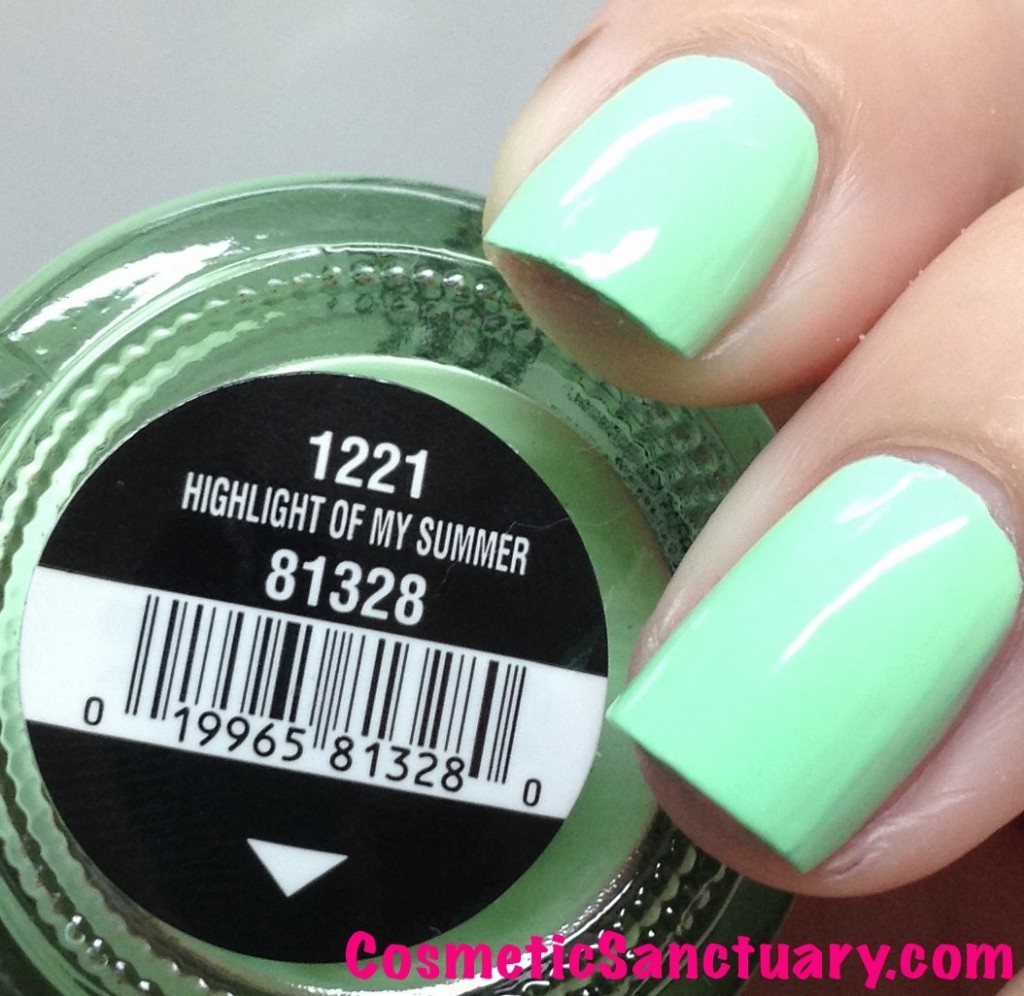 1221
HIGHLIGHT OF MY SUMMER
81328
0 19965 81328 0
CosmeticSanctuary.com